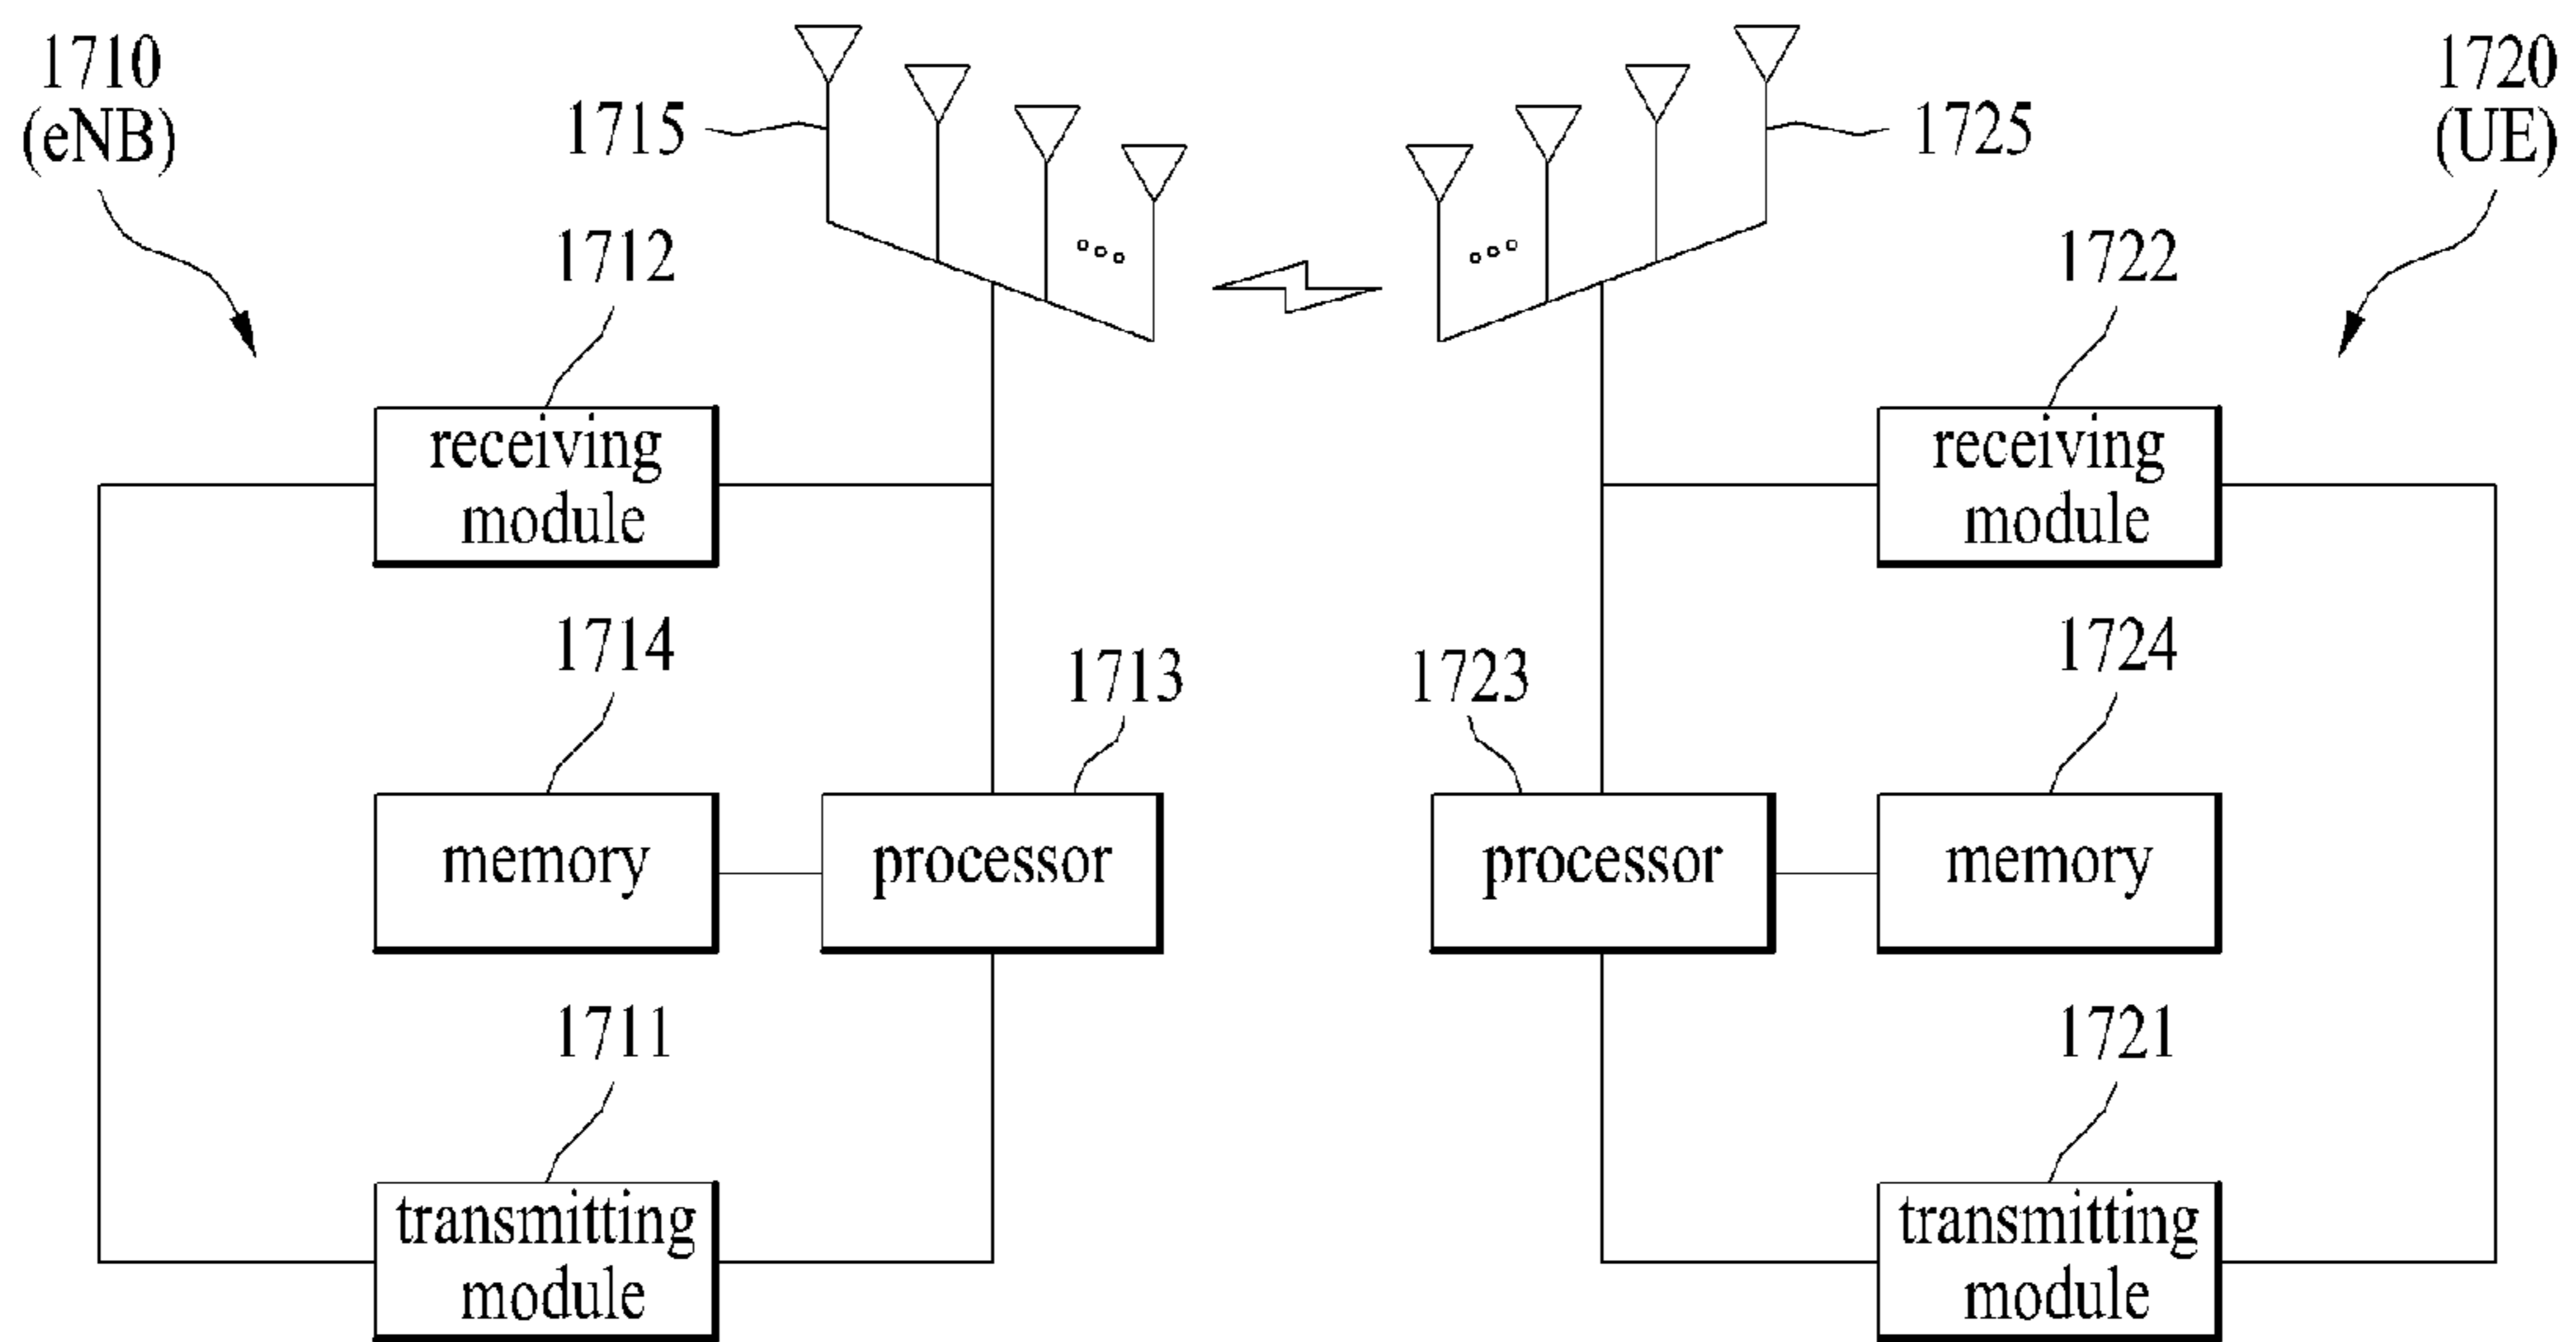 1710
(eNB)
1715
1725
1720
(UE)
1712
1722
receiving
module
receiving
module
1714
1713
1723
1724
memory
processor
processor
memory
1711
1721
transmitting
module
transmitting
module